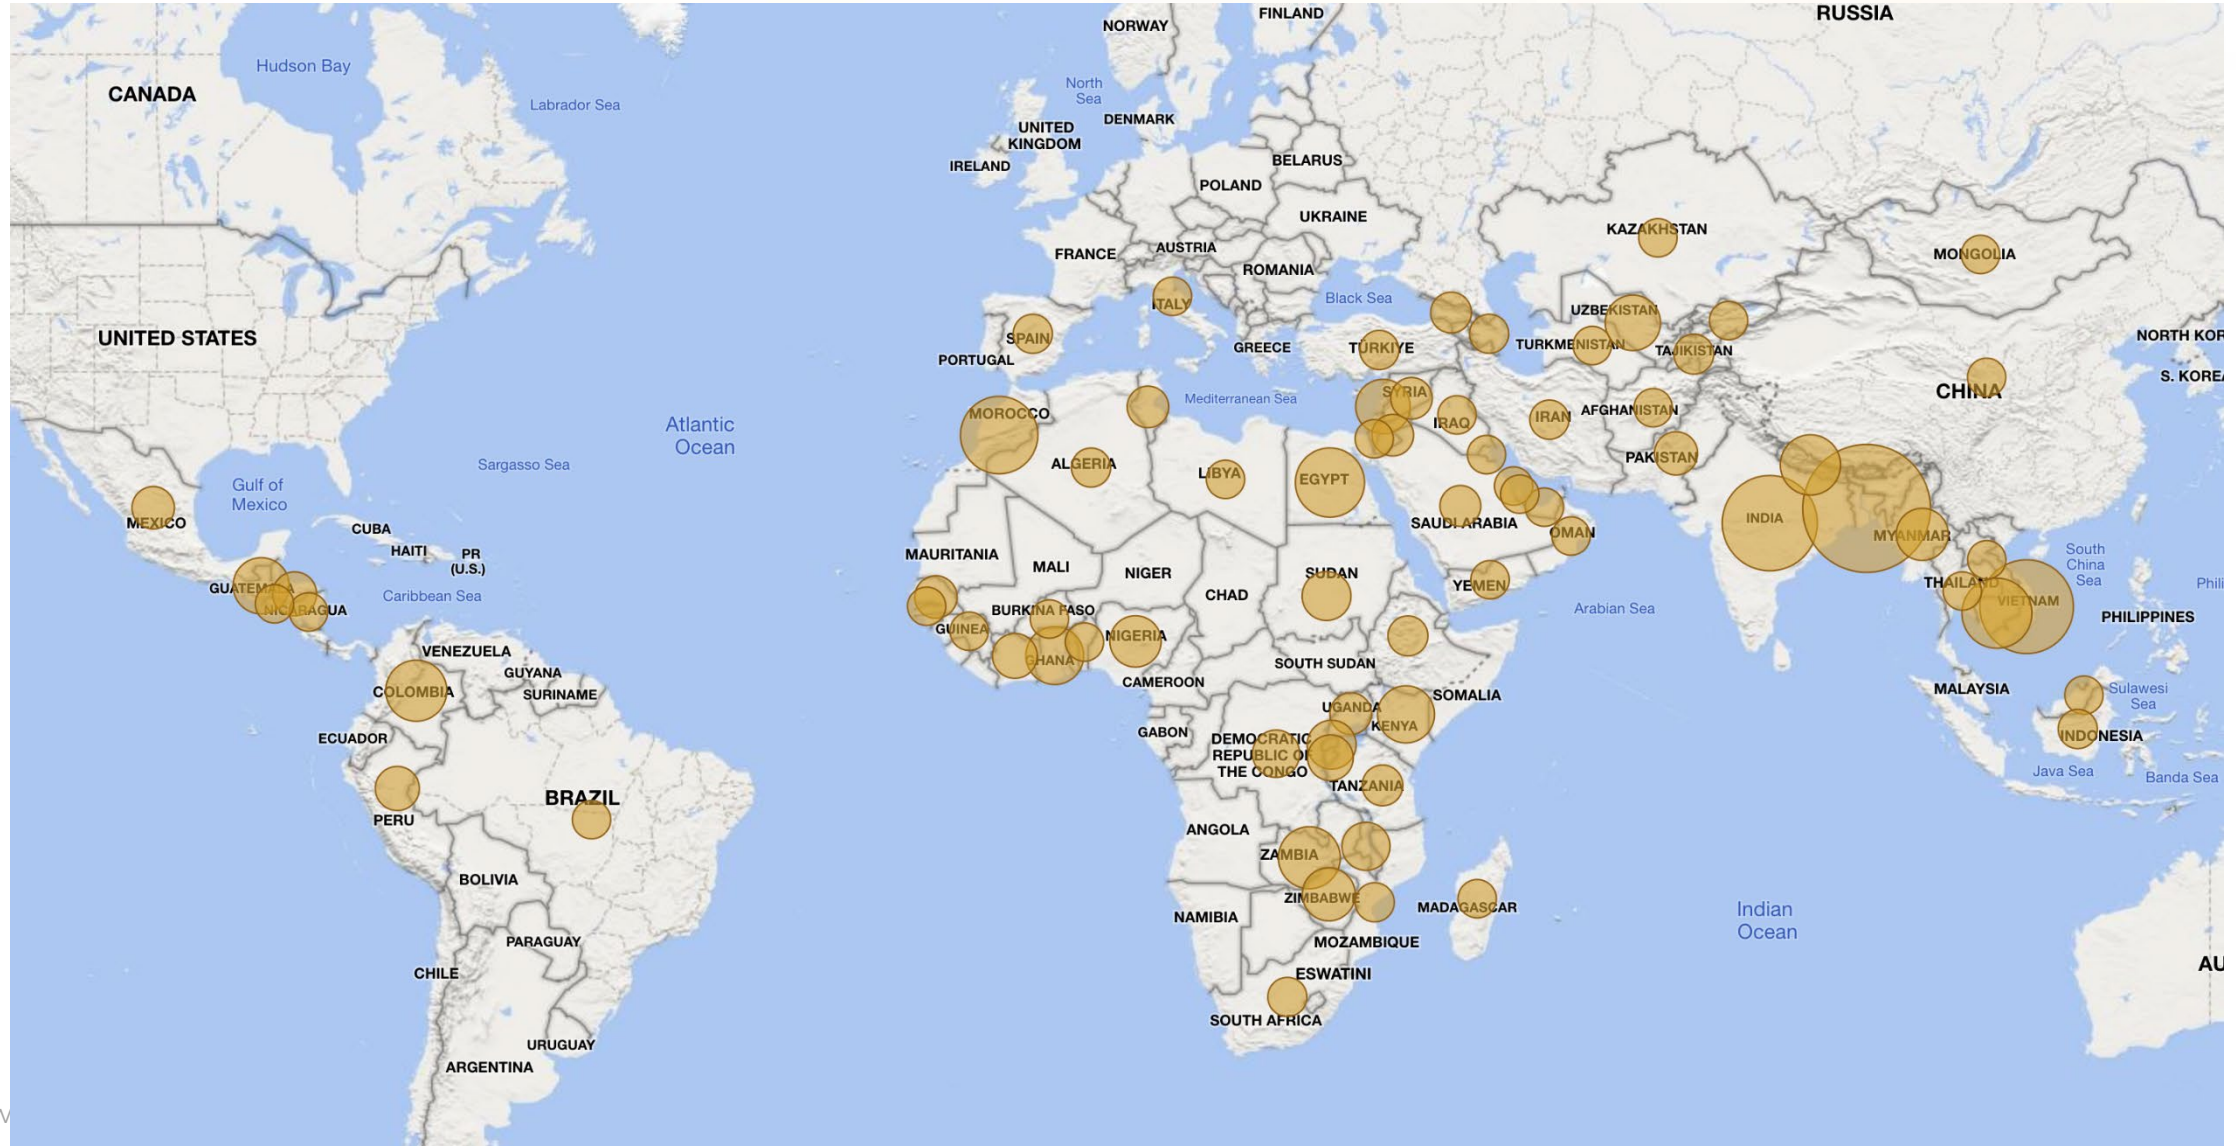 RUSSIA
FINLAND
NORWAY
Hudson Bay
CANADA
Labrador Sea
North
Sea
DENMARK
UNITED
KINGDOM
IRELAND
BELARUS
POLAND
UKRAINE
KAZAKHSTAN
FRANCE
AUSTRIA
MONGOLIA
ROMANIA
Black Sea
ITALY
UZBEKISTAN
UNITED STATES
SPAIN
PORTUGAL
GREECE
TÜRKIYE
TURKMENISTAN
TAJIKISTAN
NORTH KOR
S. KOREA
CHINA
SYRIA
Mediterranean Sea
MOROCCO
AFGHANISTAN
IRAN
IRAQ
Atlantic
Ocean
PAKISTAN
Sargasso Sea
ALGERIA
LIBYA
EGYPT
Gulf of
Mexico
INDIA
MEXICO
CUBA
SAUDI ARABIA
OMAN
MYANMAR
HAITI
PR
(U.S.)
MAURITANIA
MALI
NIGER
SUDAN
South
China
Sea
YEMEN
THAILAND
Phili
GUATEMALA
Caribbean Sea
CHAD
VIETNAM
NICARAGUA
BURKINA FASO
Arabian Sea
PHILIPPINES
GUINEA
NIGERIA
VENEZUELA
GHANA
SOUTH SUDAN
GUYANA
CAMEROON
COLOMBIA
SURINAME
SOMALIA
MALAYSIA
Sulawesi
Sea
UGANDA
KENYA
ECUADOR
GABON
DEMOCRATIC
REPUBLIC OF
THE CONGO
INDONESIA
Java Sea
Banda Sea
TANZANIA
BRAZIL
PERU
ANGOLA
ZAMBIA
BOLIVIA
ZIMBABWE
MADAGASCAR
NAMIBIA
Indian
Ocean
PARAGUAY
MOZAMBIQUE
AU
CHILE
ESWATINI
SOUTH AFRICA
URUGUAY
ARGENTINA